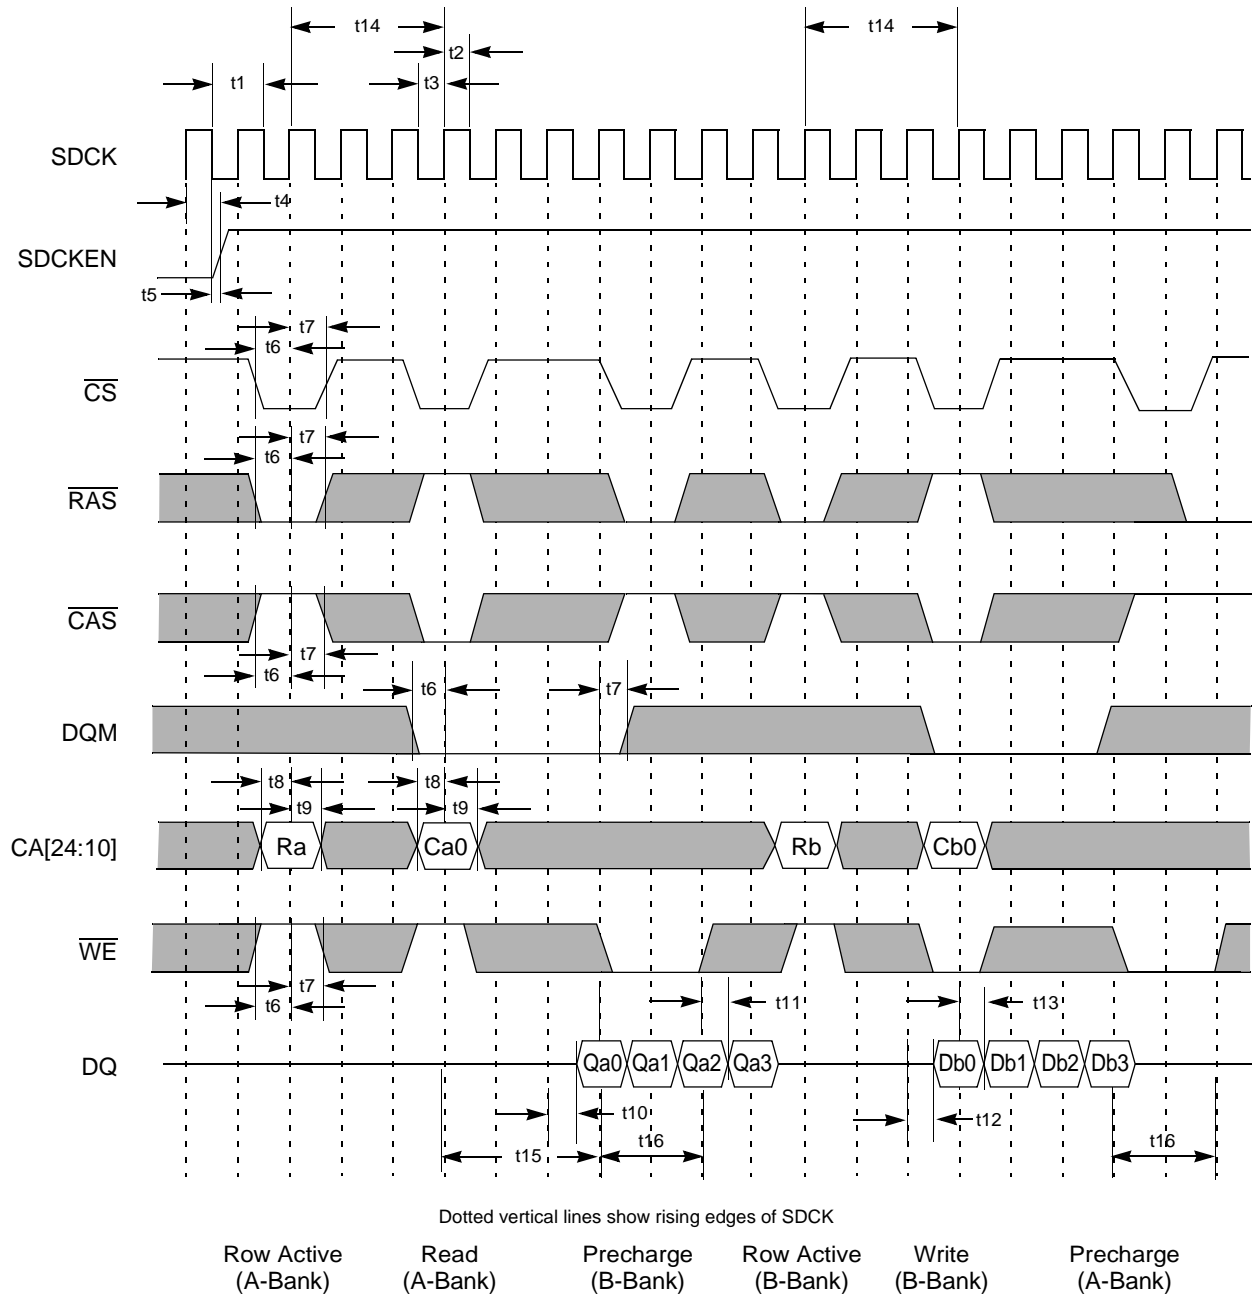 t14 t14
t2
t1 t3
SDCK
t4
SDCKEN
t5
t7
t6
CS
t7
t6
RAS
CAS
t7
t6 t6 t7
DQM
t8 t8
t9 t9
CA[24:10] Ra Ca0 Rb Cb0
WE
t7
t6 t11 t13
DQ Qa0 Qa1 Qa2 Qa3 Db0 Db1 Db2 Db3
t10 t12
t15 t16 t16
Dotted vertical lines show rising edges of SDCK
Row Active Read Precharge Row Active Write Precharge
(A-Bank) (A-Bank) (B-Bank) (B-Bank) (B-Bank) (A-Bank)